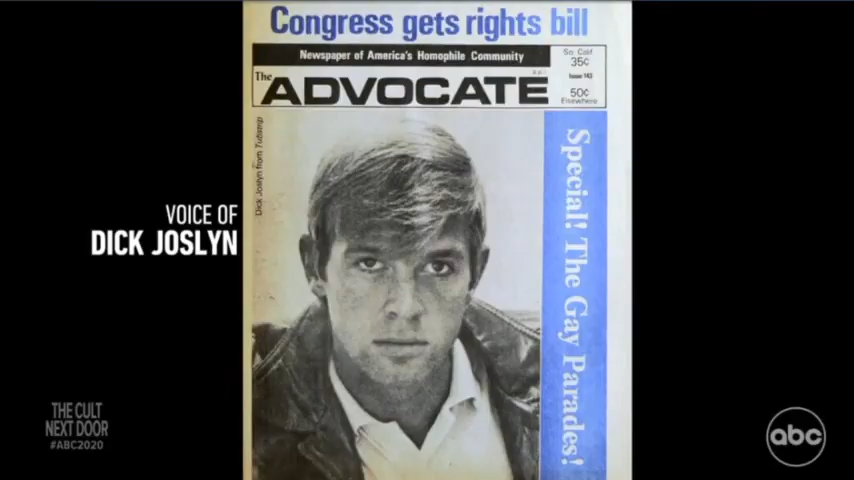 Congress gets rights bill
Newspaper of America's Homophile Community
So Calif
35¢
Issue 143
50¢
Elsewhere
The
ADVOCATE
Dick Joslyn from
Special! The Gay Parades!
VOICE OF
DICK JOSLYN
THE CULT
NEXT DOOR
#ABC2020
abc